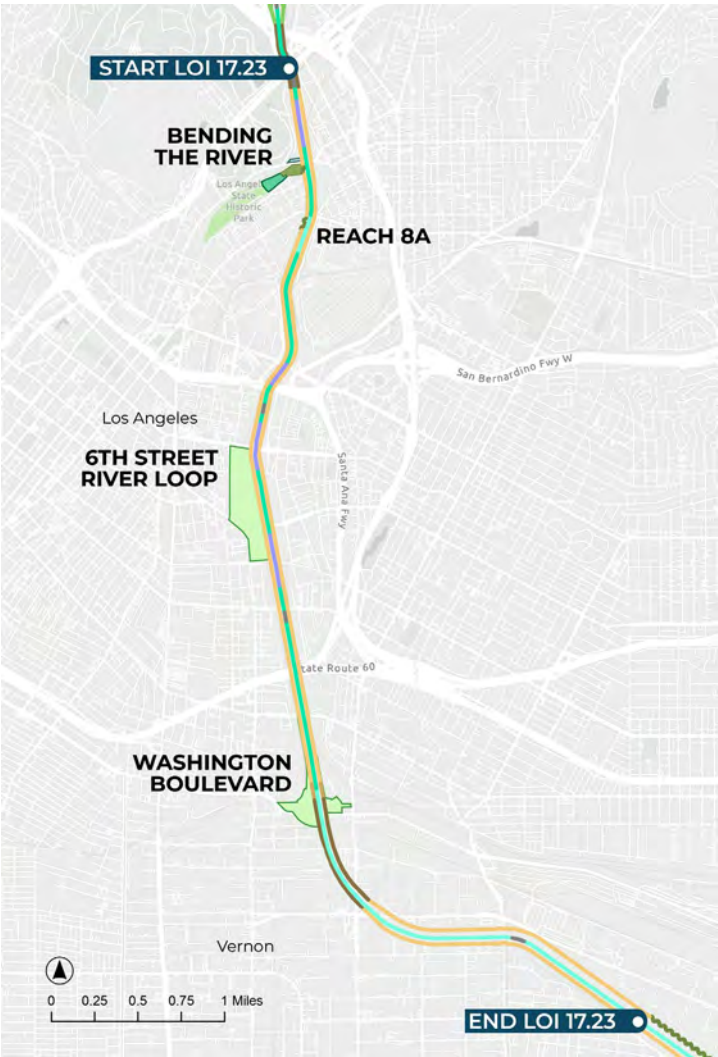 START LOI 17.23
BENDING
THE RIVER
Los Angel
State
Historic
Park
REACH 8A
San Bernardino Fwy W
Los Angeles
6TH STREET
RIVER LOOP
Santa Ana Fwy
tate Route 60
WASHINGTON
BOULEVARD
Vernon
0 0.25 0.5 0.75 1 Miles
END LOI 17.23